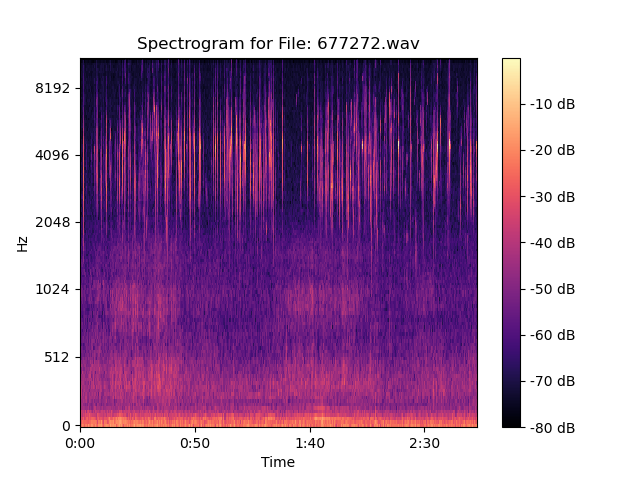 Spectrogram for File: 677272.wav
8192
4096
2048
1024
512
0
Hz
0:00
0:50
1:40
2:30
Time
-10 dB
-20 dB
-30 dB
-40 dB
-50 dB
-60 dB
-70 dB
-80 dB